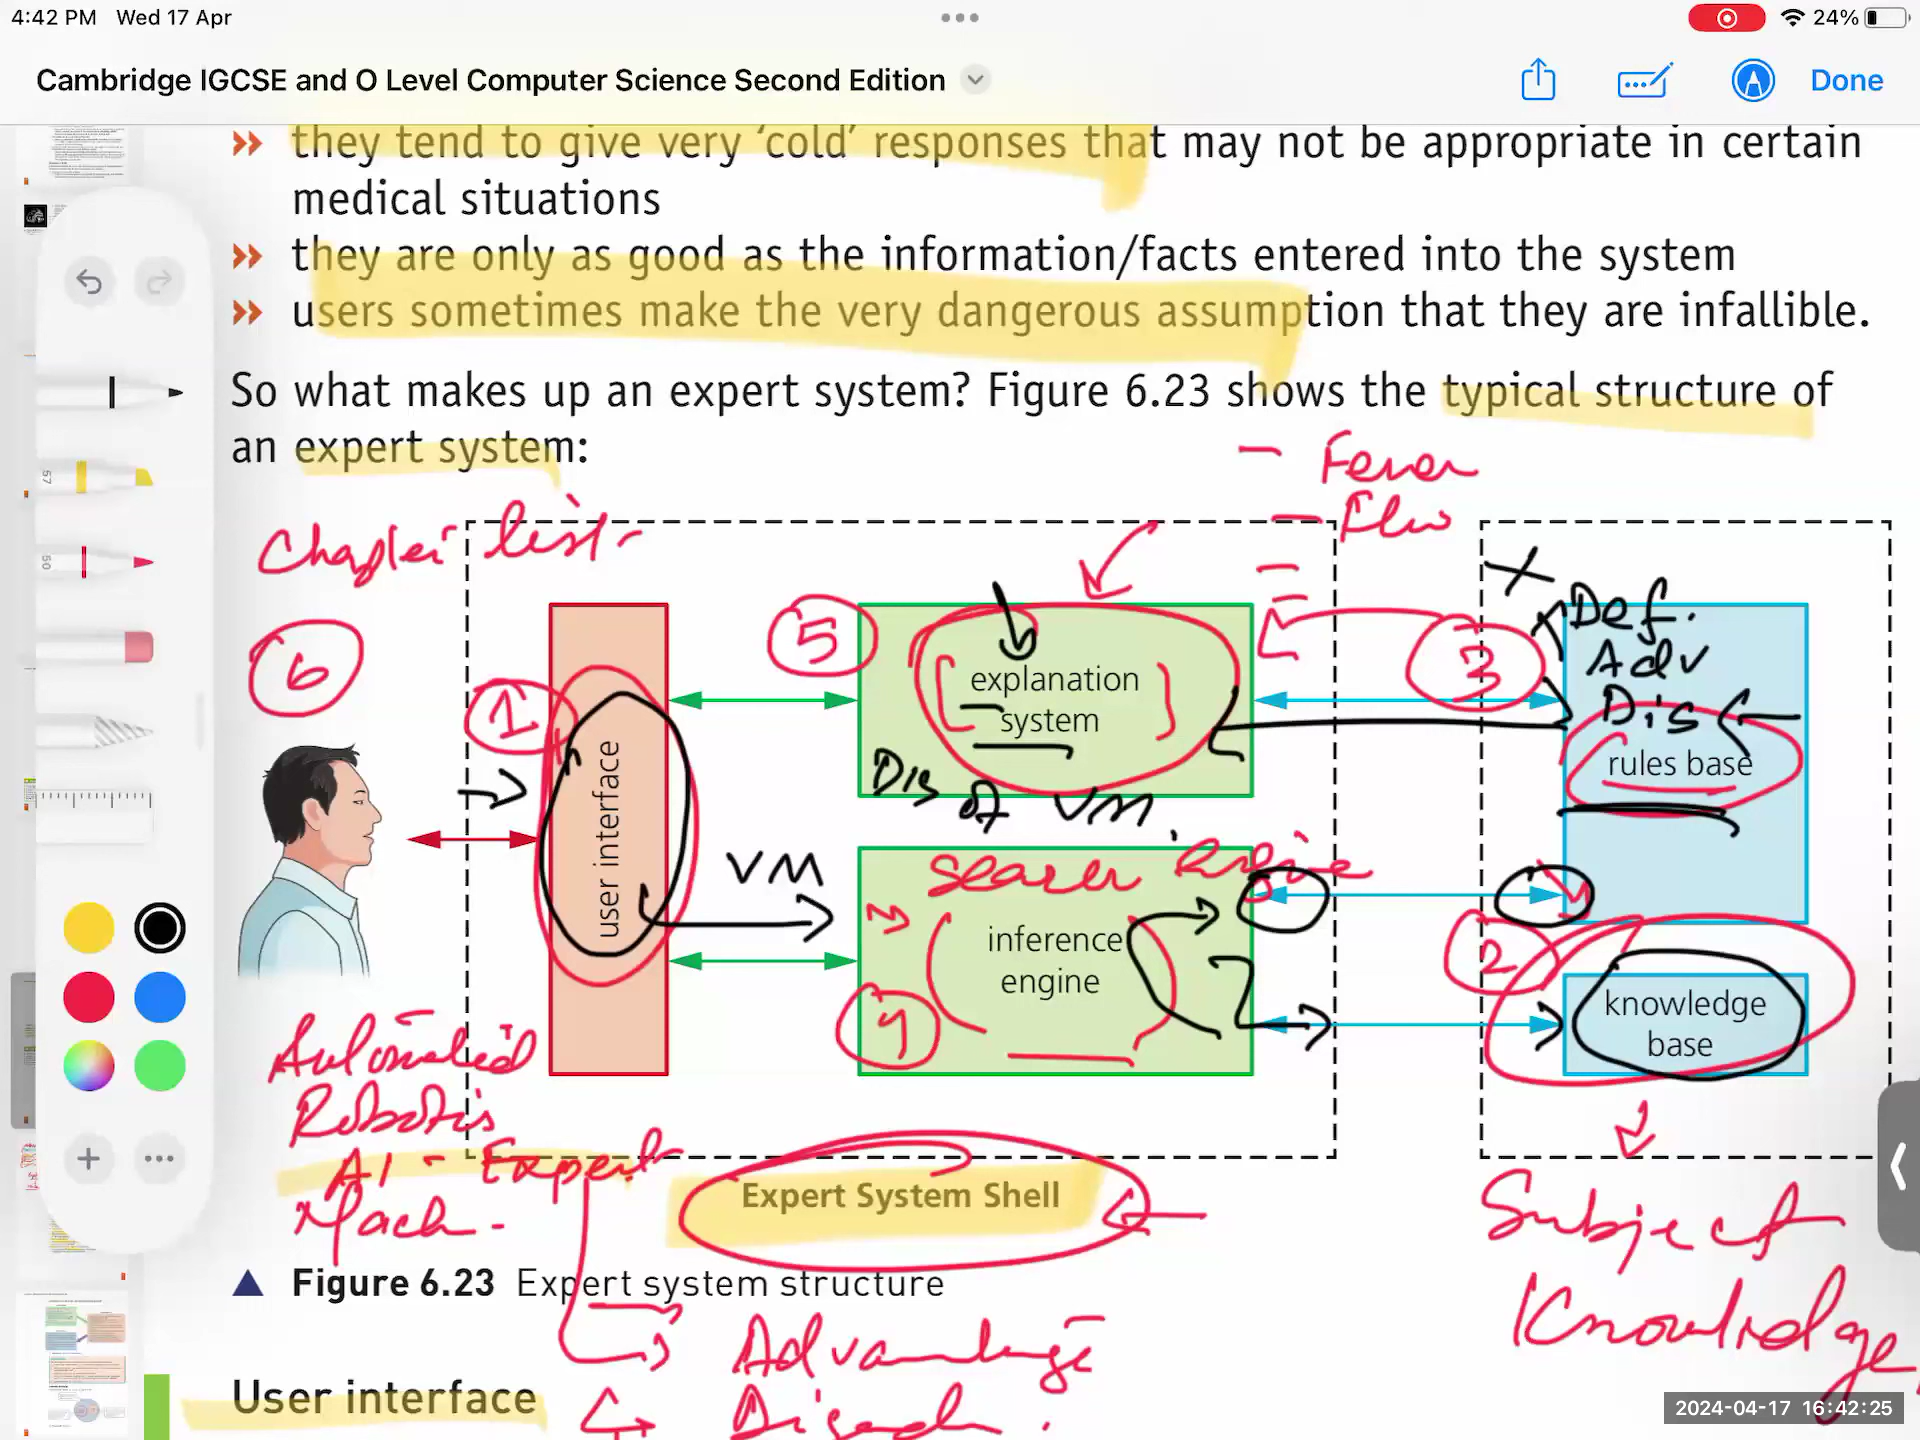 4:42 PM Wed 17 Apr
24%
Cambridge IGCSE and O Level Computer Science Second Edition
Done
they tend to give very ‘cold’ responses that may not be appropriate in certain
medical situations
they are only as good as the information/facts entered into the system
users sometimes make the very dangerous assumption that they are infallible.
So what makes up an expert system? Figure 6.23 shows the typical structure of
an expert system:
- Fever
- Flu
Chapter list
6
1
5
3
Def.
Adv
Dis
explanation
system
rules base
Dis of VM
user interface
VM
Search Engine
inference
engine
4
2
knowledge
base
Automated
Robotis
AI - Expert
Mach -
Expert System Shell
Subject
Knowledge
Figure 6.23 Expert system structure
Advantage
User interface
57
50
2024-04-17 16:42:25